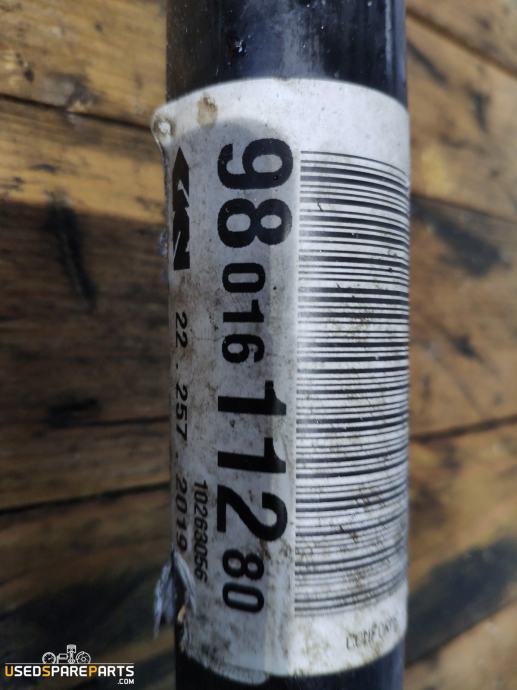 98 016 112 80
10263056
22 . 257 . 2019
USEDSPAREPARTS
.COM